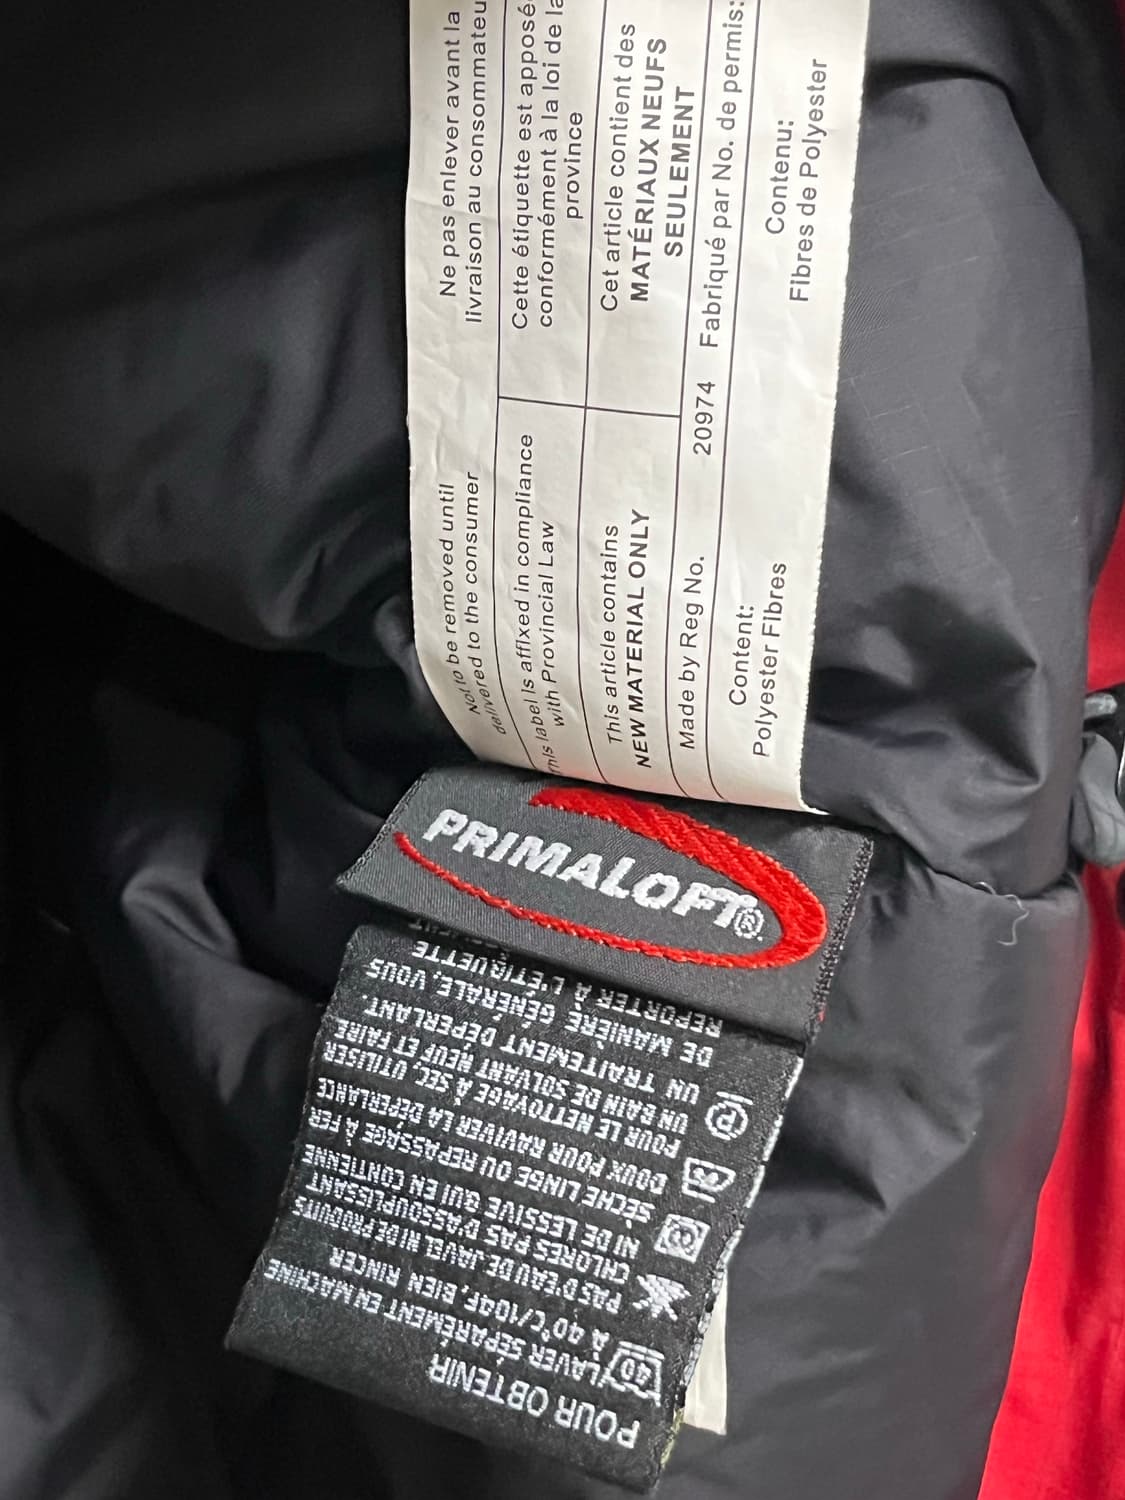 Not to be removed until
delivered to the consumer
Ne pas enlever avant la
livraison au consommateu
This label is affixed in compliance
with Provincial Law
Cette étiquette est apposé
conformément à la loi de la
province
This article contains
NEW MATERIAL ONLY
Cet article contient des
MATÉRIAUX NEUFS
SEULEMENT
Made by Reg No. 20974 Fabriqué par No. de permis:
Content:
Polyester Fibres
Contenu:
Fibres de Polyester
PRIMALOFT®
POUR OBTENIR
LAVER SÉPARÉMENT EN MACHINE
À 40°C/104F, BIEN RINCER
PAS D'EAU DE JAVEL NI DE PRODUITS
CHLORES PAS D'ASSOUPLISSANT
NI DE LESSIVE QUI EN CONTIENNE
SÈCHE LINGE OU REPASSAGE À FER
DOUX POUR RAVIVER LA DÉPERLANCE
POUR LE NETTOYAGE À SEC, UTILISER
UN BAIN DE SOLVANT NEUF ET FAIRE
UN TRAITEMENT DEPERLANT.
DE MANIÈRE GÉNÉRALE, VOUS
REPORTER À L'ETIQUETTE